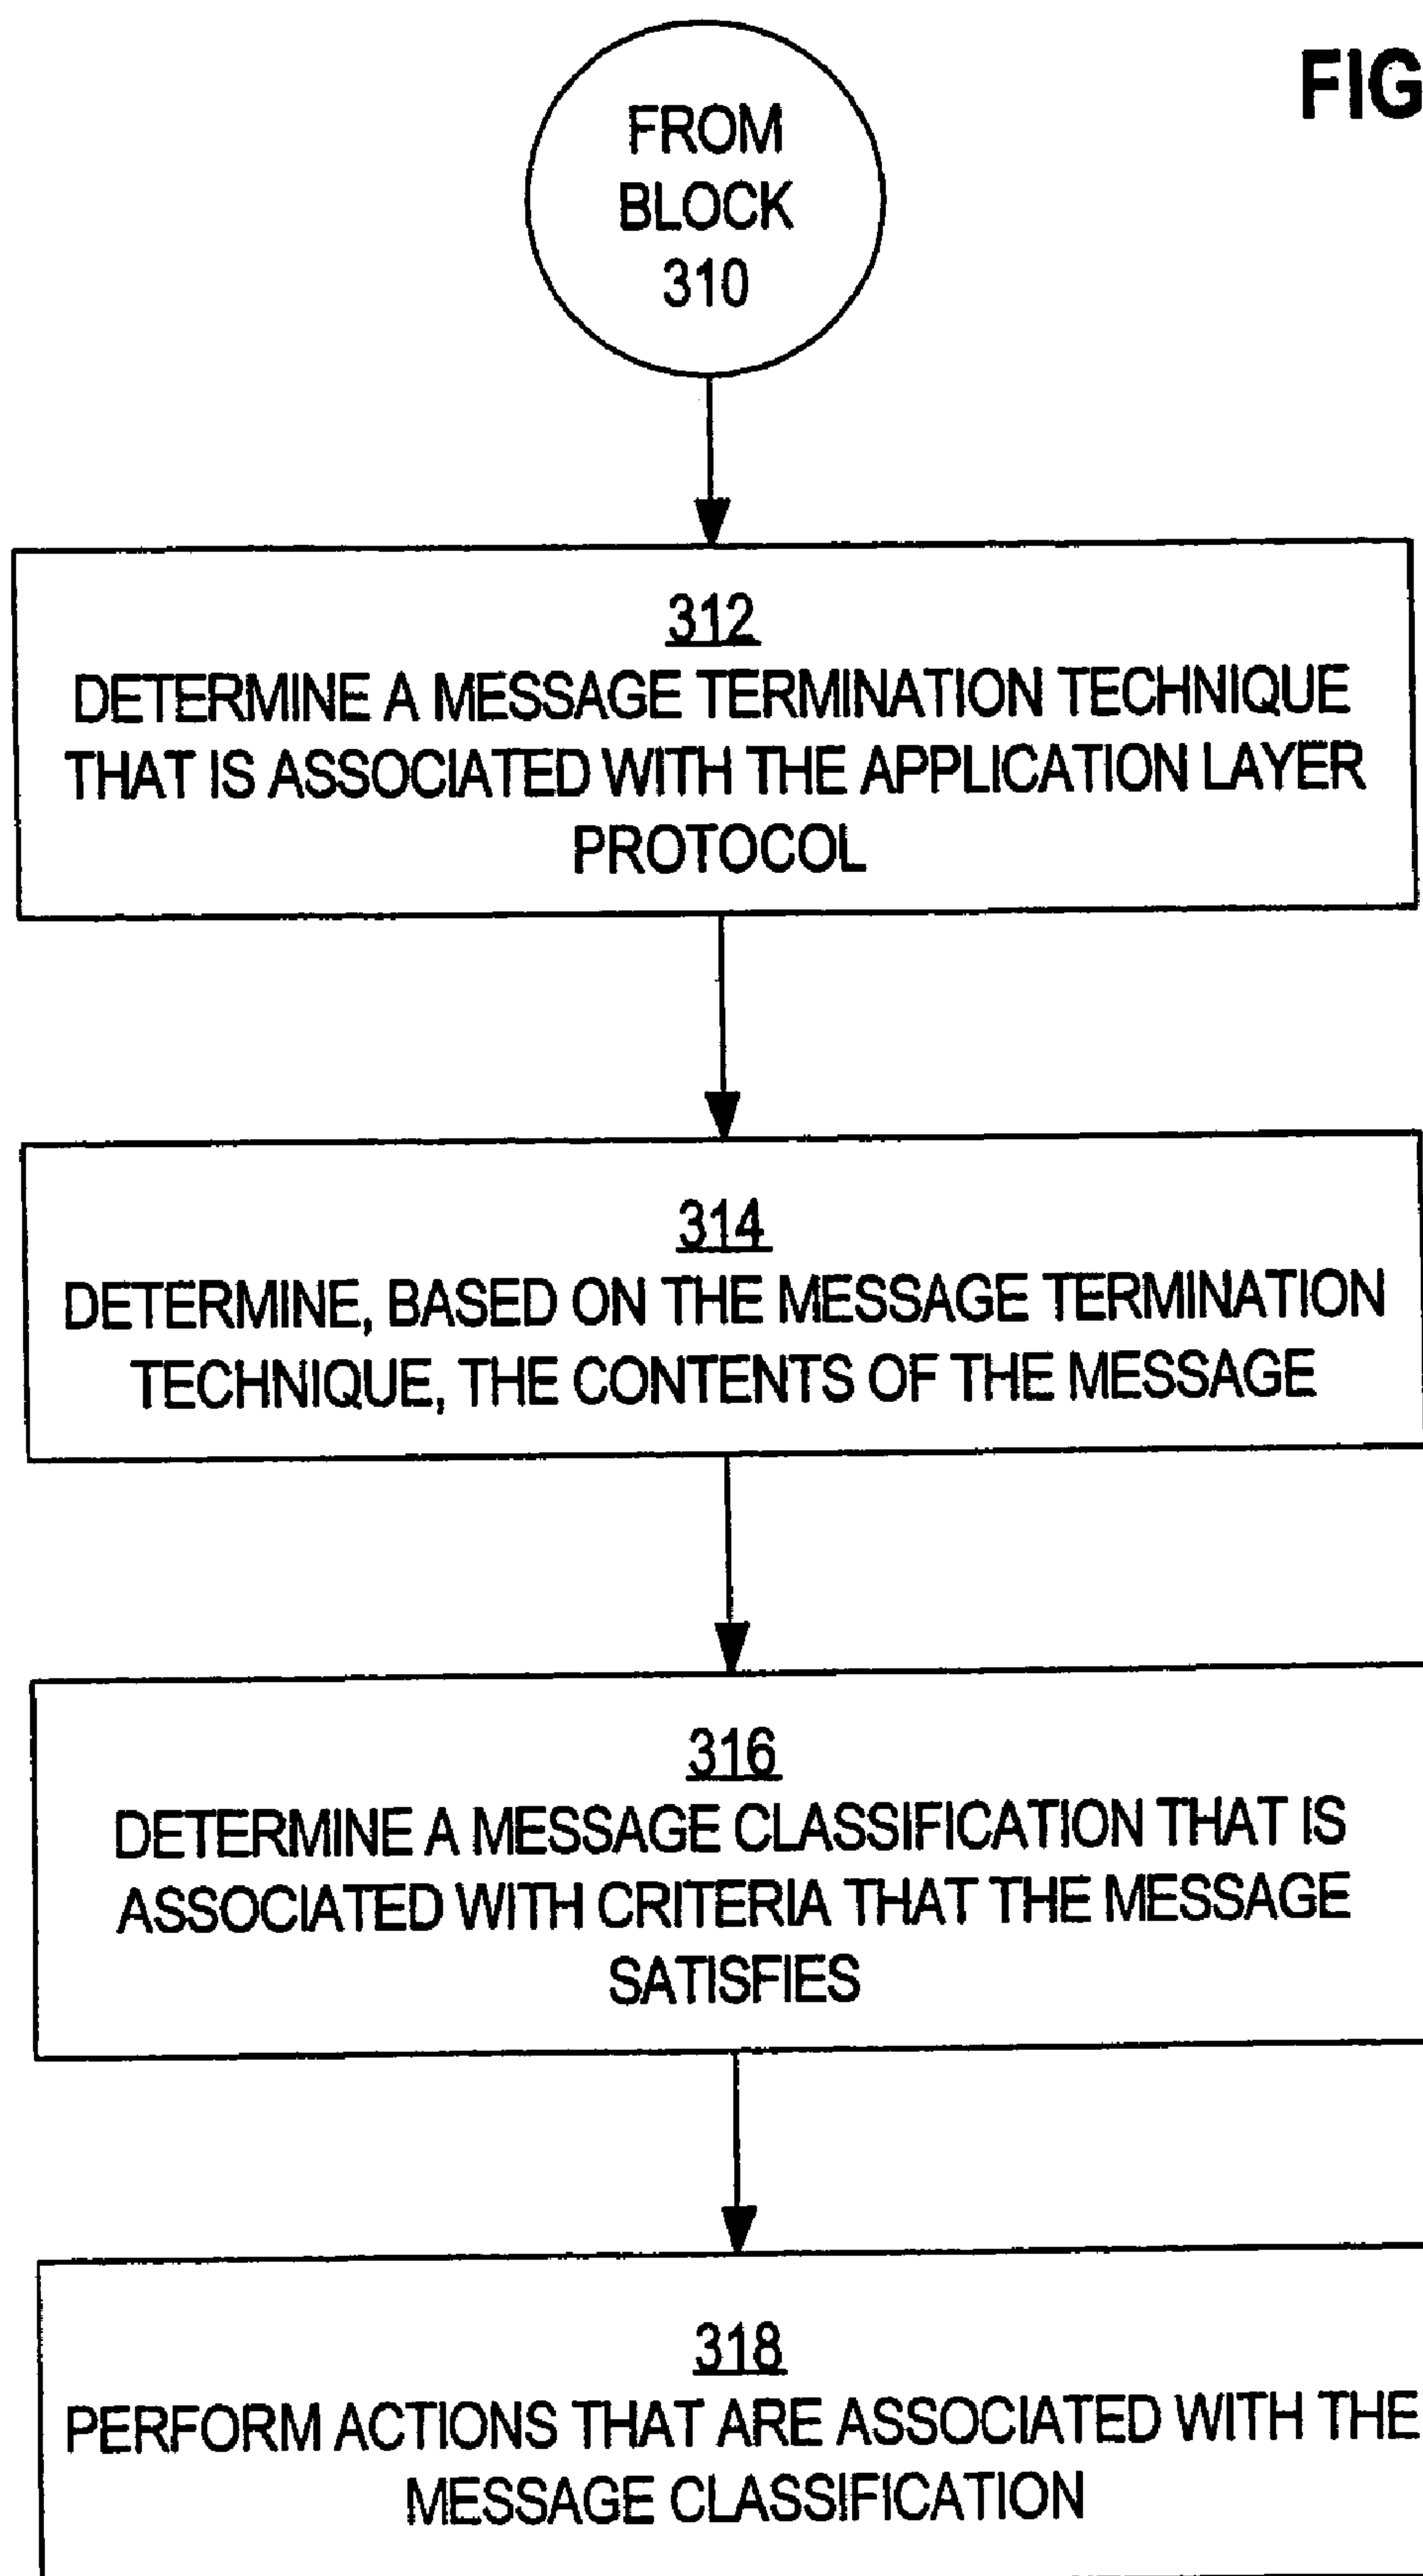 FIG
FROM
BLOCK
310
312
DETERMINE A MESSAGE TERMINATION TECHNIQUE
THAT IS ASSOCIATED WITH THE APPLICATION LAYER
PROTOCOL
314
DETERMINE, BASED ON THE MESSAGE TERMINATION
TECHNIQUE, THE CONTENTS OF THE MESSAGE
316
DETERMINE A MESSAGE CLASSIFICATION THAT IS
ASSOCIATED WITH CRITERIA THAT THE MESSAGE
SATISFIES
318
PERFORM ACTIONS THAT ARE ASSOCIATED WITH THE
MESSAGE CLASSIFICATION